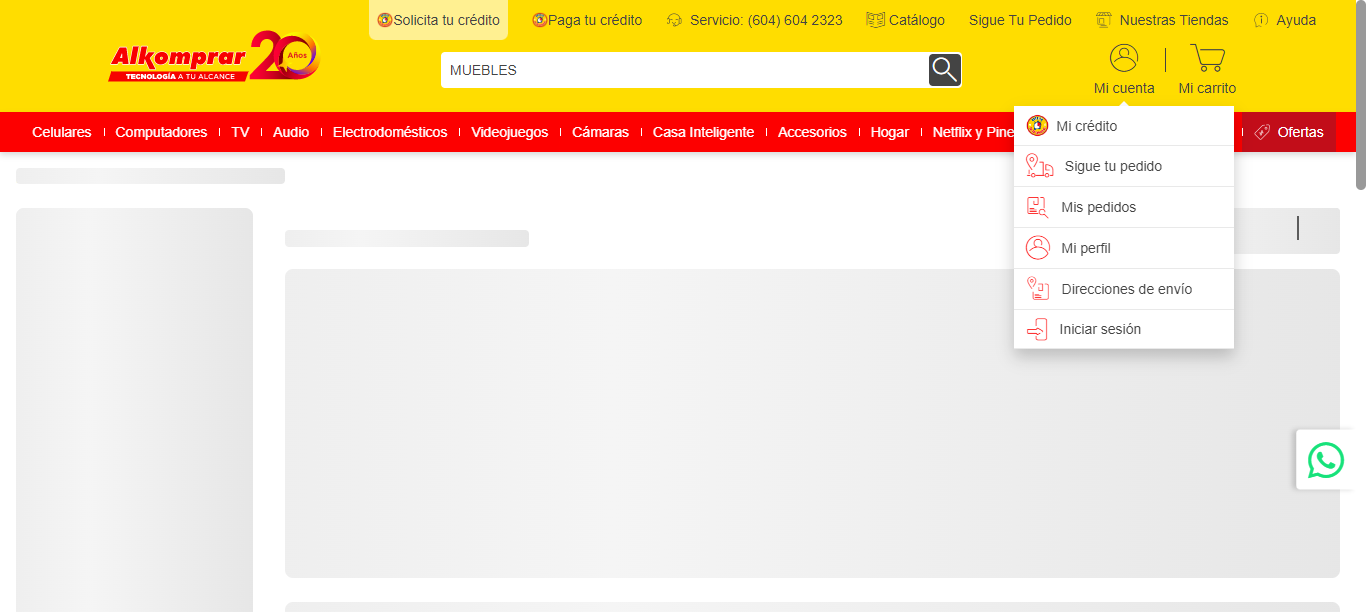 Solicita tu crédito
Paga tu crédito
Servicio: (604) 604 2323
Catálogo
Sigue Tu Pedido
Nuestras Tiendas
Ayuda
Alkomprar 20 Años
TECNOLOGÍA A TU ALCANCE
MUEBLES
Mi cuenta
Mi carrito
Celulares
Computadores
TV
Audio
Electrodomésticos
Videojuegos
Cámaras
Casa Inteligente
Accesorios
Hogar
Netflix y Pine
Ofertas
Mi crédito
Sigue tu pedido
Mis pedidos
Mi perfil
Direcciones de envío
Iniciar sesión